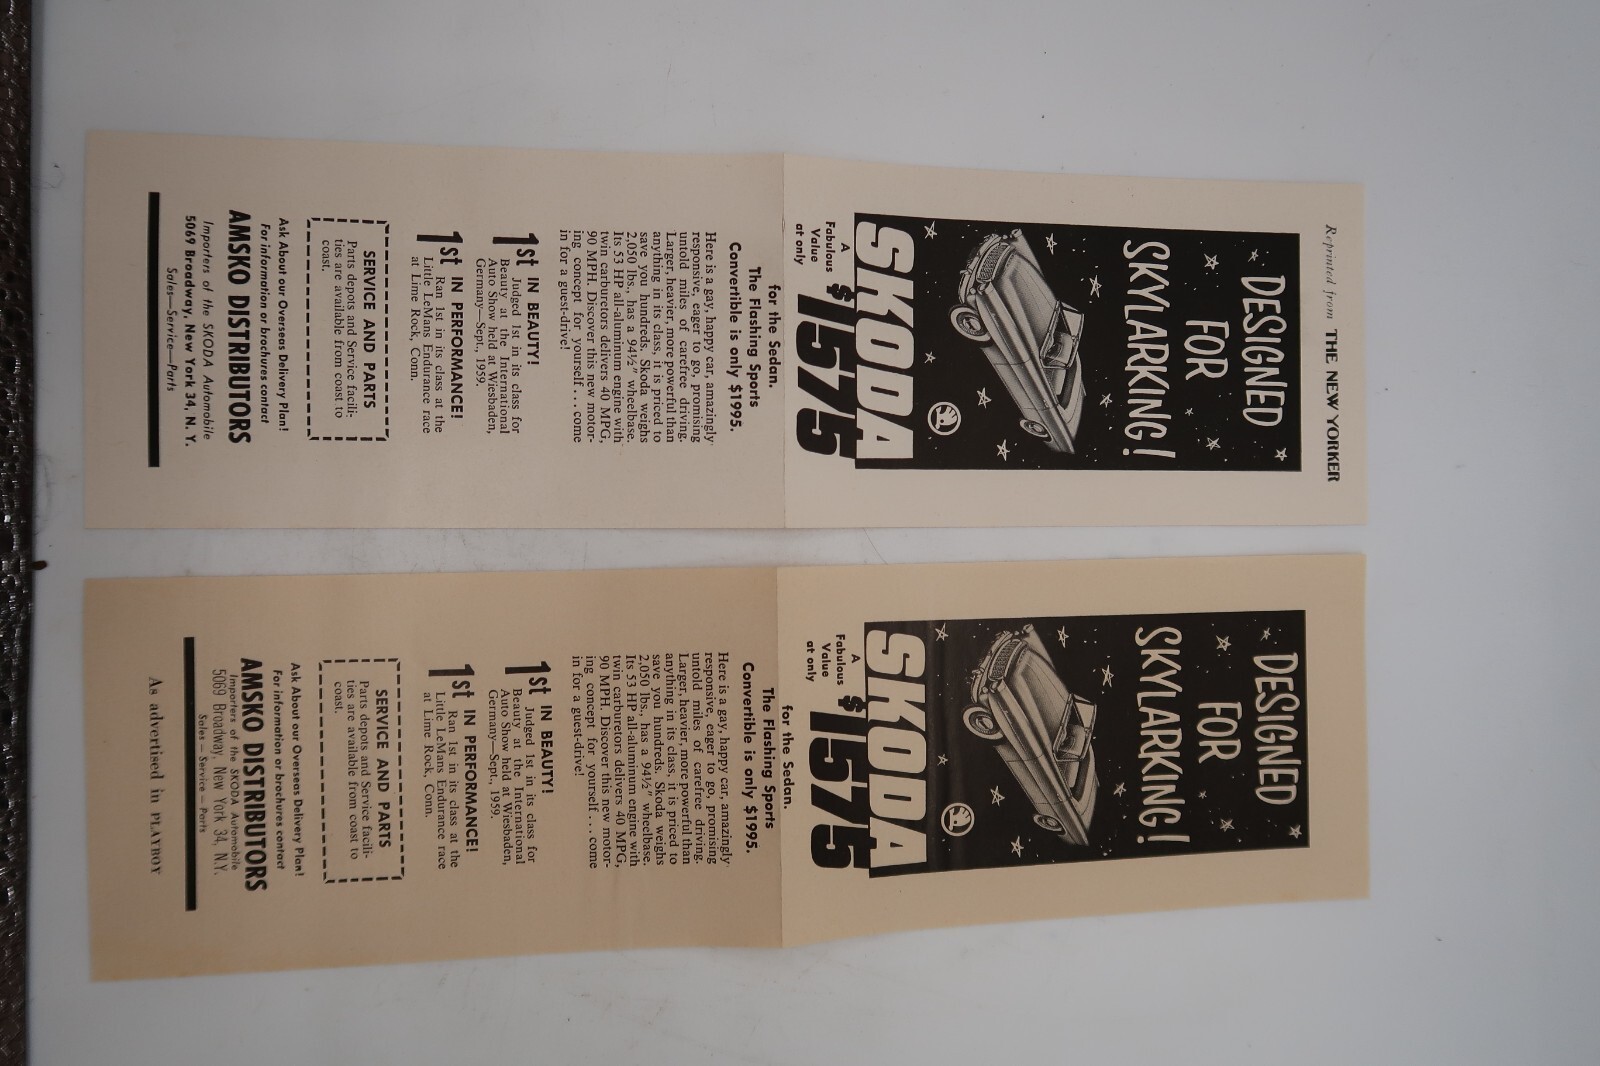 Reprinted from THE NEW YORKER
DESIGNED
FOR
SKYLARKING!
SKODA
A
Fabulous
Value
at only
$1575
for the Sedan.
The Flashing Sports
Convertible is only $1995.
Here is a gay, happy car, amazingly
responsive, eager to go, promising
untold miles of carefree driving.
Larger, heavier, more powerful than
anything in its class, it is priced to
save you hundreds. Skoda weighs
2,050 lbs., has a 94½" wheelbase.
Its 53 HP all-aluminum engine with
twin carburetors delivers 40 MPG,
90 MPH. Discover this new motor-
ing concept for yourself . . . come
in for a guest-drive!
1st IN BEAUTY!
Judged 1st in its class for
Beauty at the International
Auto Show held at Wiesbaden,
Germany—Sept., 1959.
1st IN PERFORMANCE!
Ran 1st in its class at the
Little LeMans Endurance race
at Lime Rock, Conn.
SERVICE AND PARTS
Parts depots and Service facili-
ties are available from coast to
coast.
Ask About our Overseas Delivery Plan!
For information or brochures contact
AMSKO DISTRIBUTORS
Importers of the SKODA Automobile
5069 Broadway, New York 34, N. Y.
Sales—Service—Parts
DESIGNED
FOR
SKYLARKING!
SKODA
A
Fabulous
Value
at only
$1575
for the Sedan.
The Flashing Sports
Convertible is only $1995.
Here is a gay, happy car, amazingly
responsive, eager to go, promising
untold miles of carefree driving.
Larger, heavier, more powerful than
anything in its class, it is priced to
save you hundreds. Skoda weighs
2,050 lbs., has a 94½" wheelbase.
Its 53 HP all-aluminum engine with
twin carburetors delivers 40 MPG,
90 MPH. Discover this new motor-
ing concept for yourself . . . come
in for a guest-drive!
1st IN BEAUTY!
Judged 1st in its class for
Beauty at the International
Auto Show held at Wiesbaden,
Germany—Sept., 1959.
1st IN PERFORMANCE!
Ran 1st in its class at the
Little LeMans Endurance race
at Lime Rock, Conn.
SERVICE AND PARTS
Parts depots and Service facili-
ties are available from coast to
coast.
Ask About our Overseas Delivery Plan!
For information or brochures contact
AMSKO DISTRIBUTORS
Importers of the SKODA Automobile
5069 Broadway, New York 34, N.Y.
Sales — Service — Parts
As advertised in PLAYBOY